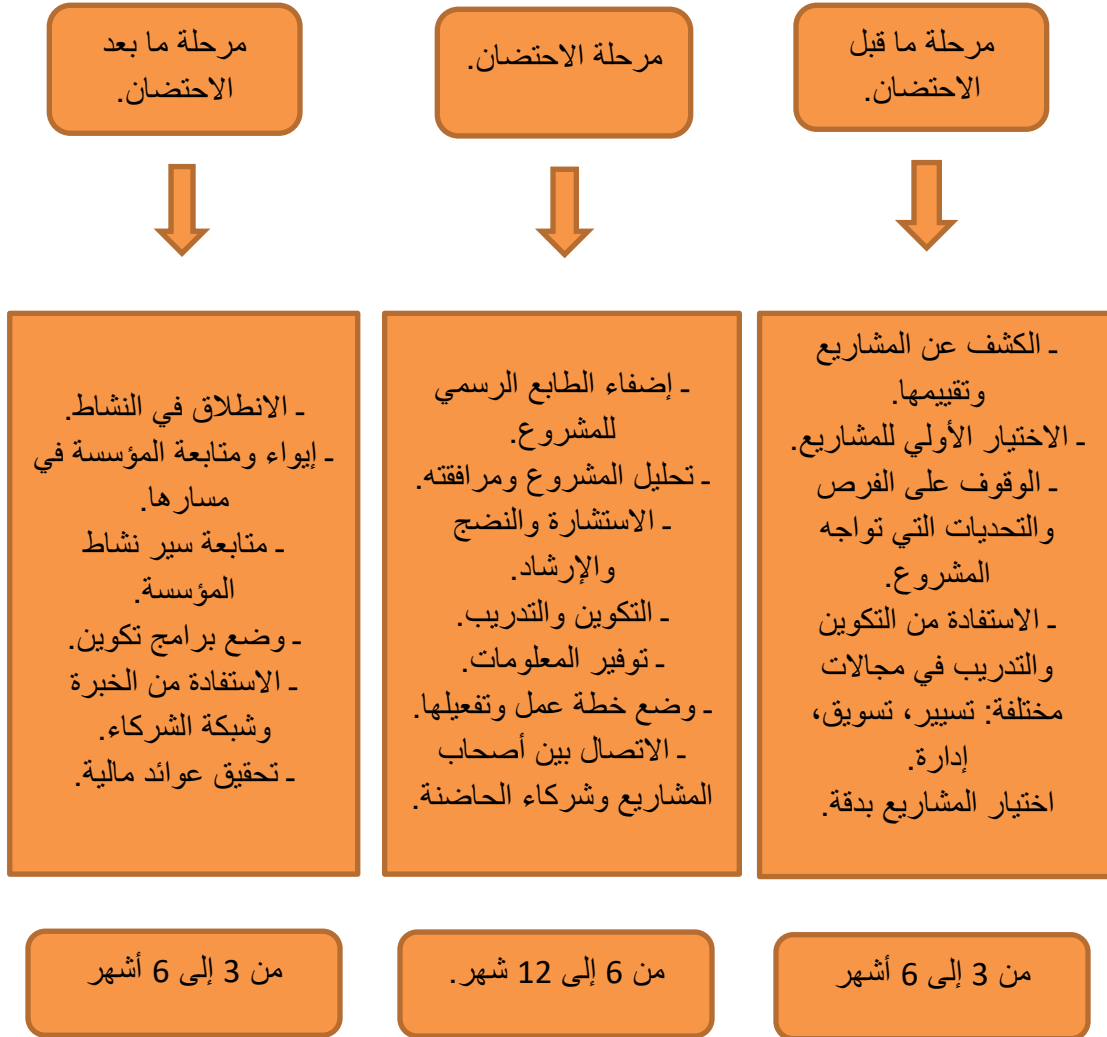 مرحلة ما قبل
الاحتضان.
مرحلة الاحتضان.
مرحلة ما بعد
الاحتضان.
ـ الكشف عن المشاريع
وتقييمها.
ـ الاختيار الأولي للمشاريع.
ـ الوقوف على الفرص
والتحديات التي تواجه
المشروع.
ـ الاستفادة من التكوين
والتدريب في مجالات
مختلفة: تسيير، تسويق،
إدارة.
اختيار المشاريع بدقة.
ـ إضفاء الطابع الرسمي
للمشروع.
ـ تحليل المشروع ومرافقته.
ـ الاستشارة والنضج
والإرشاد.
ـ التكوين والتدريب.
ـ توفير المعلومات.
ـ وضع خطة عمل وتفعيلها.
ـ الاتصال بين أصحاب
المشاريع وشركاء الحاضنة.
ـ الانطلاق في النشاط.
ـ إيواء ومتابعة المؤسسة في
مسارها.
ـ متابعة سير نشاط
المؤسسة.
ـ وضع برامج تكوين.
ـ الاستفادة من الخبرة
وشبكة الشركاء.
ـ تحقيق عوائد مالية.
من 3 إلى 6 أشهر
من 6 إلى 12 شهر.
من 3 إلى 6 أشهر